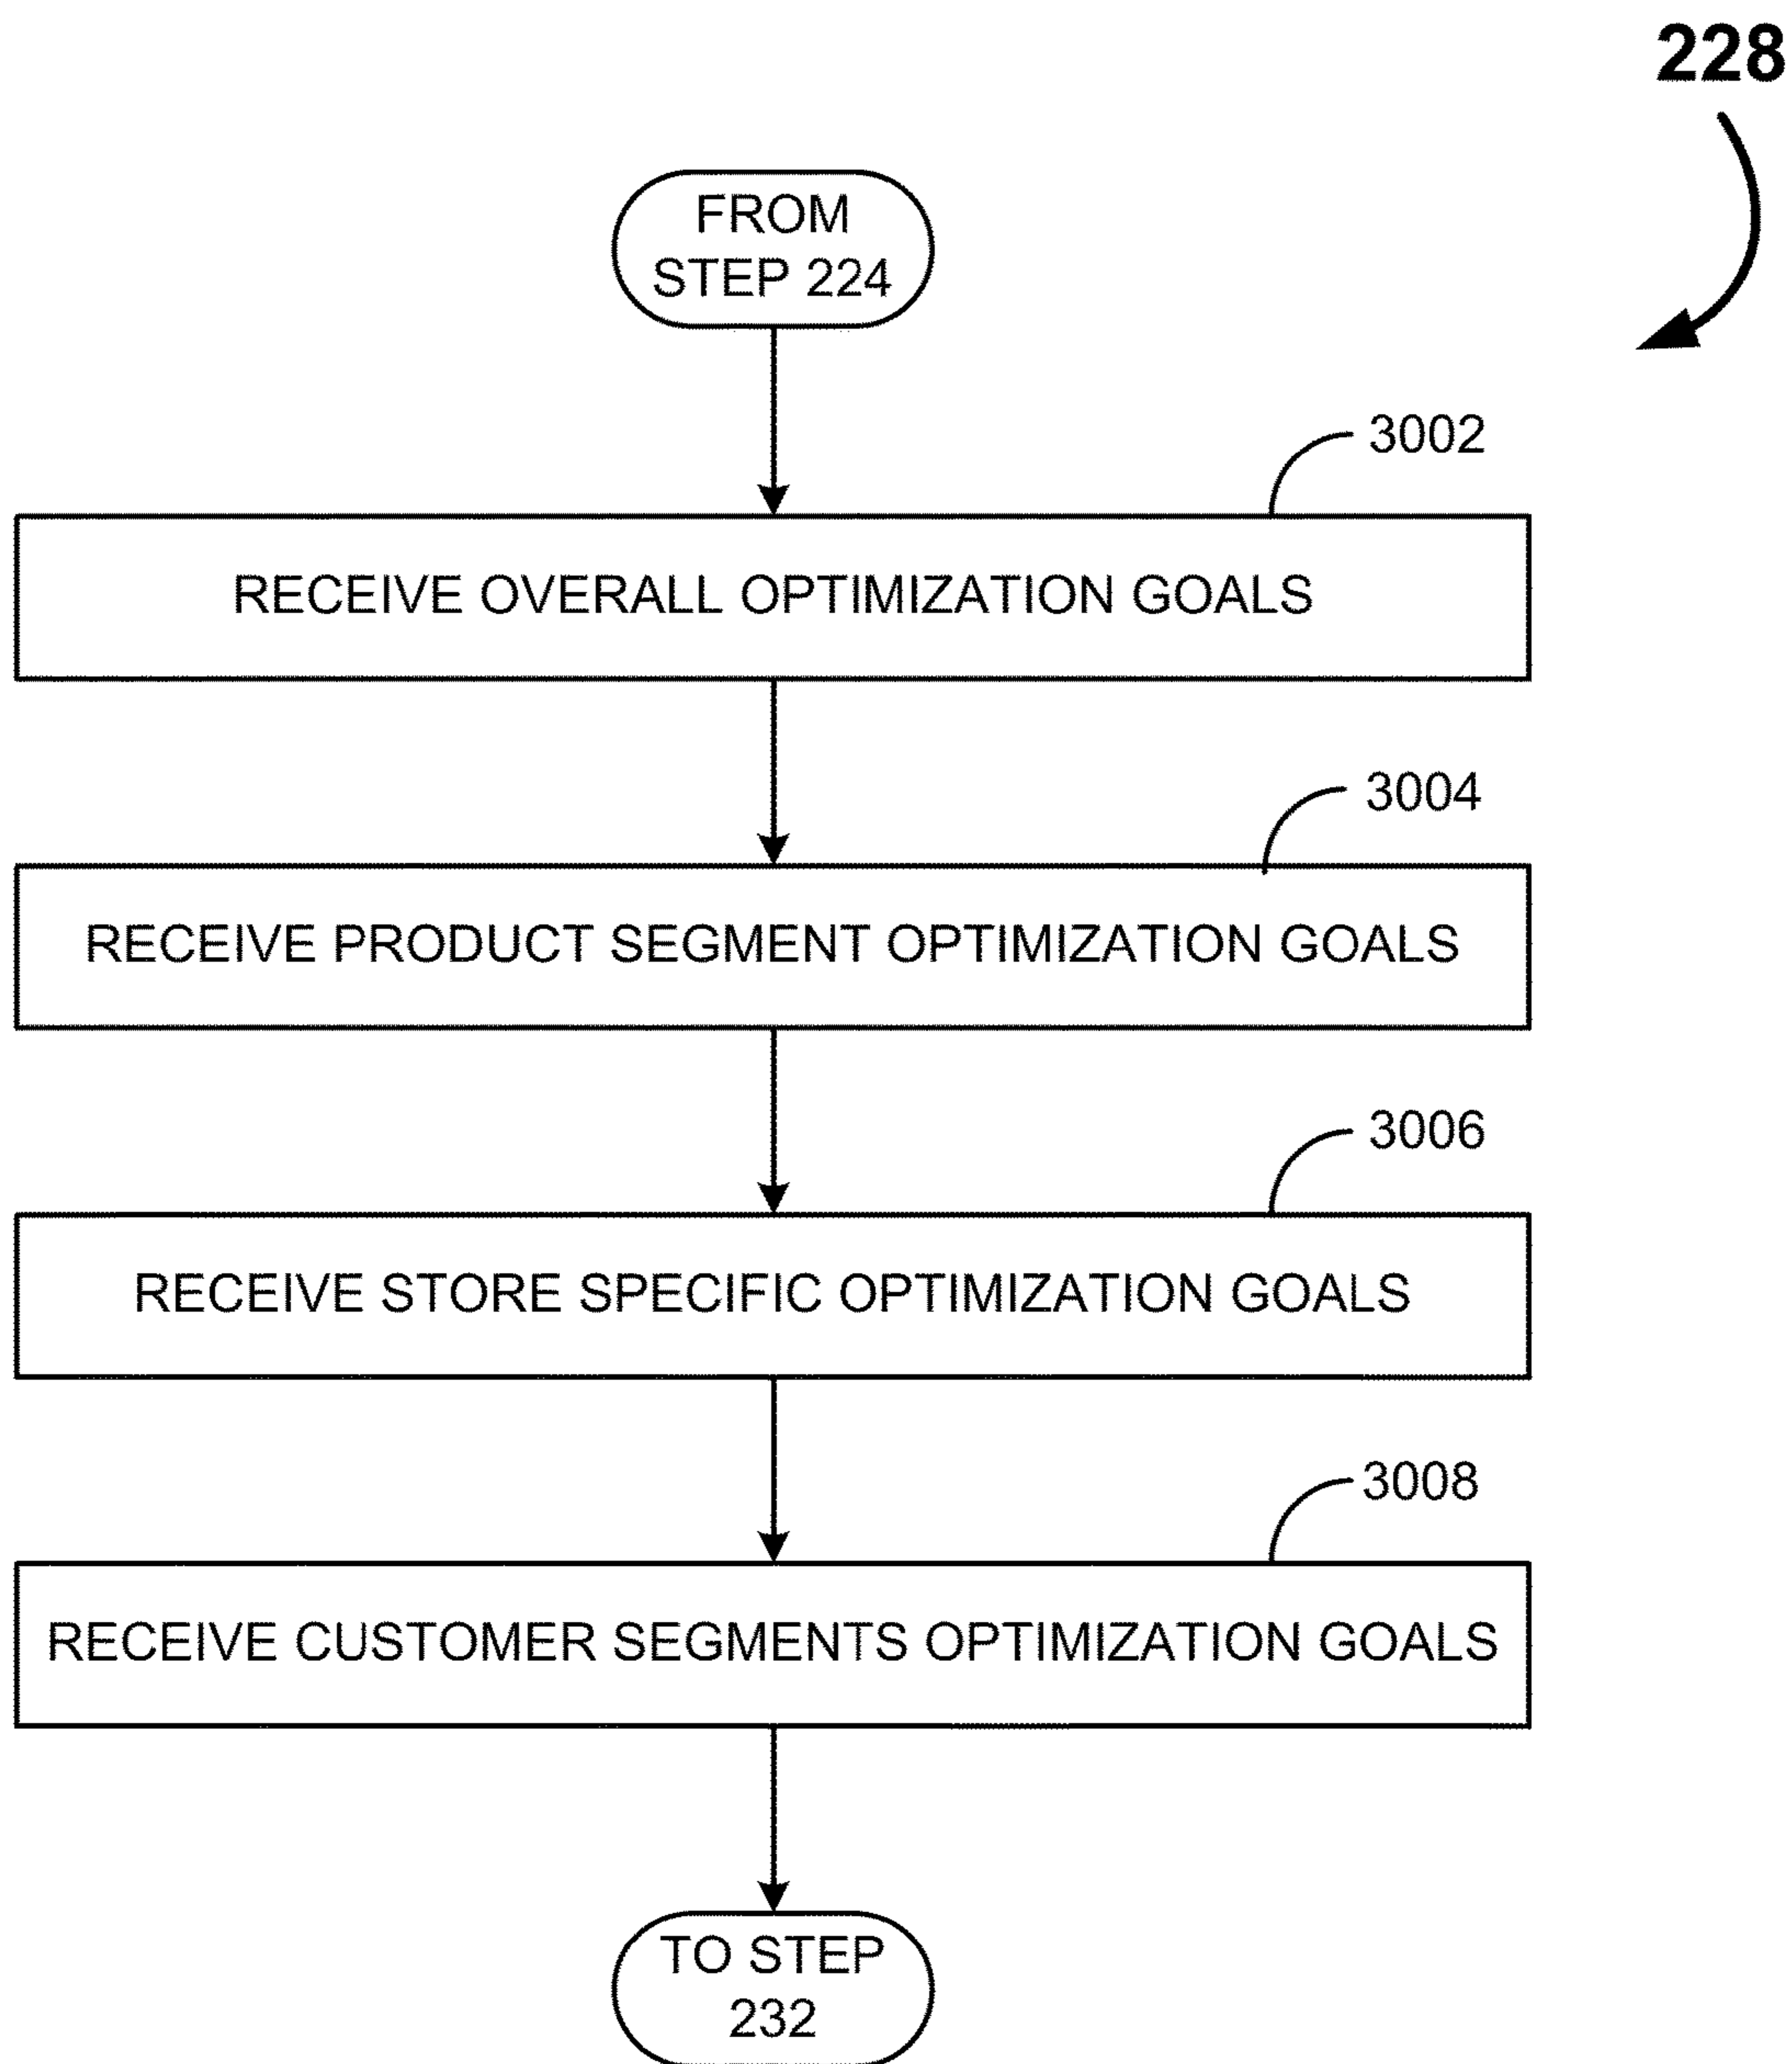 228
FROM
STEP 224
3002
RECEIVE OVERALL OPTIMIZATION GOALS
3004
RECEIVE PRODUCT SEGMENT OPTIMIZATION GOALS
3006
RECEIVE STORE SPECIFIC OPTIMIZATION GOALS
3008
RECEIVE CUSTOMER SEGMENTS OPTIMIZATION GOALS
TO STEP
232